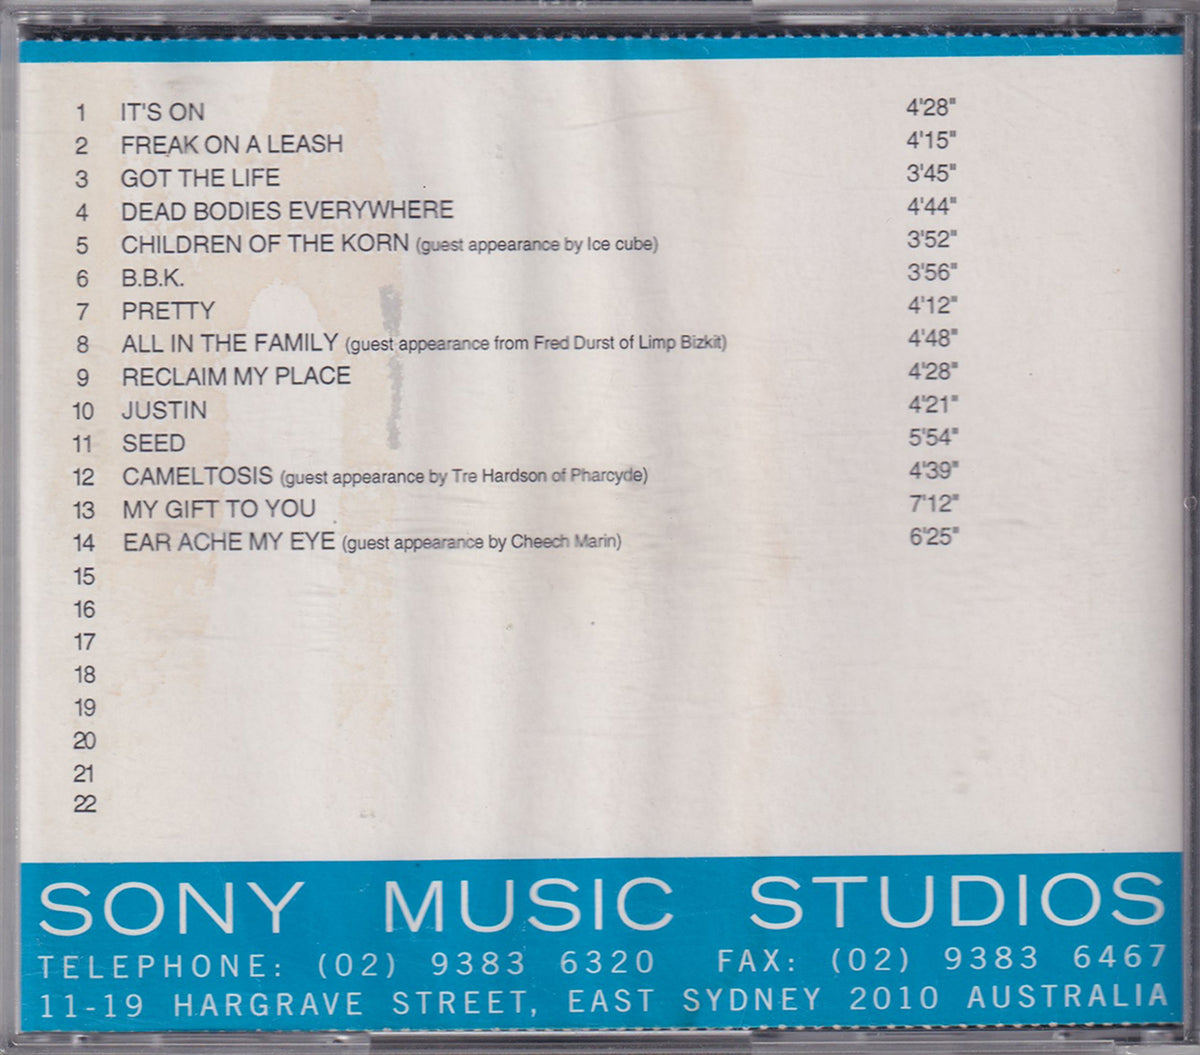 1 IT'S ON 4'28"
2 FREAK ON A LEASH 4'15"
3 GOT THE LIFE 3'45"
4 DEAD BODIES EVERYWHERE 4'44"
5 CHILDREN OF THE KORN (guest appearance by Ice cube) 3'52"
6 B.B.K. 3'56"
7 PRETTY 4'12"
8 ALL IN THE FAMILY (guest appearance from Fred Durst of Limp Bizkit) 4'48"
9 RECLAIM MY PLACE 4'28"
10 JUSTIN 4'21"
11 SEED 5'54"
12 CAMELTOSIS (guest appearance by Tre Hardson of Pharcyde) 4'39"
13 MY GIFT TO YOU 7'12"
14 EAR ACHE MY EYE (guest appearance by Cheech Marin) 6'25"
15
16
17
18
19
20
21
22
SONY MUSIC STUDIOS
TELEPHONE: (02) 9383 6320 FAX: (02) 9383 6467
11-19 HARGRAVE STREET, EAST SYDNEY 2010 AUSTRALIA